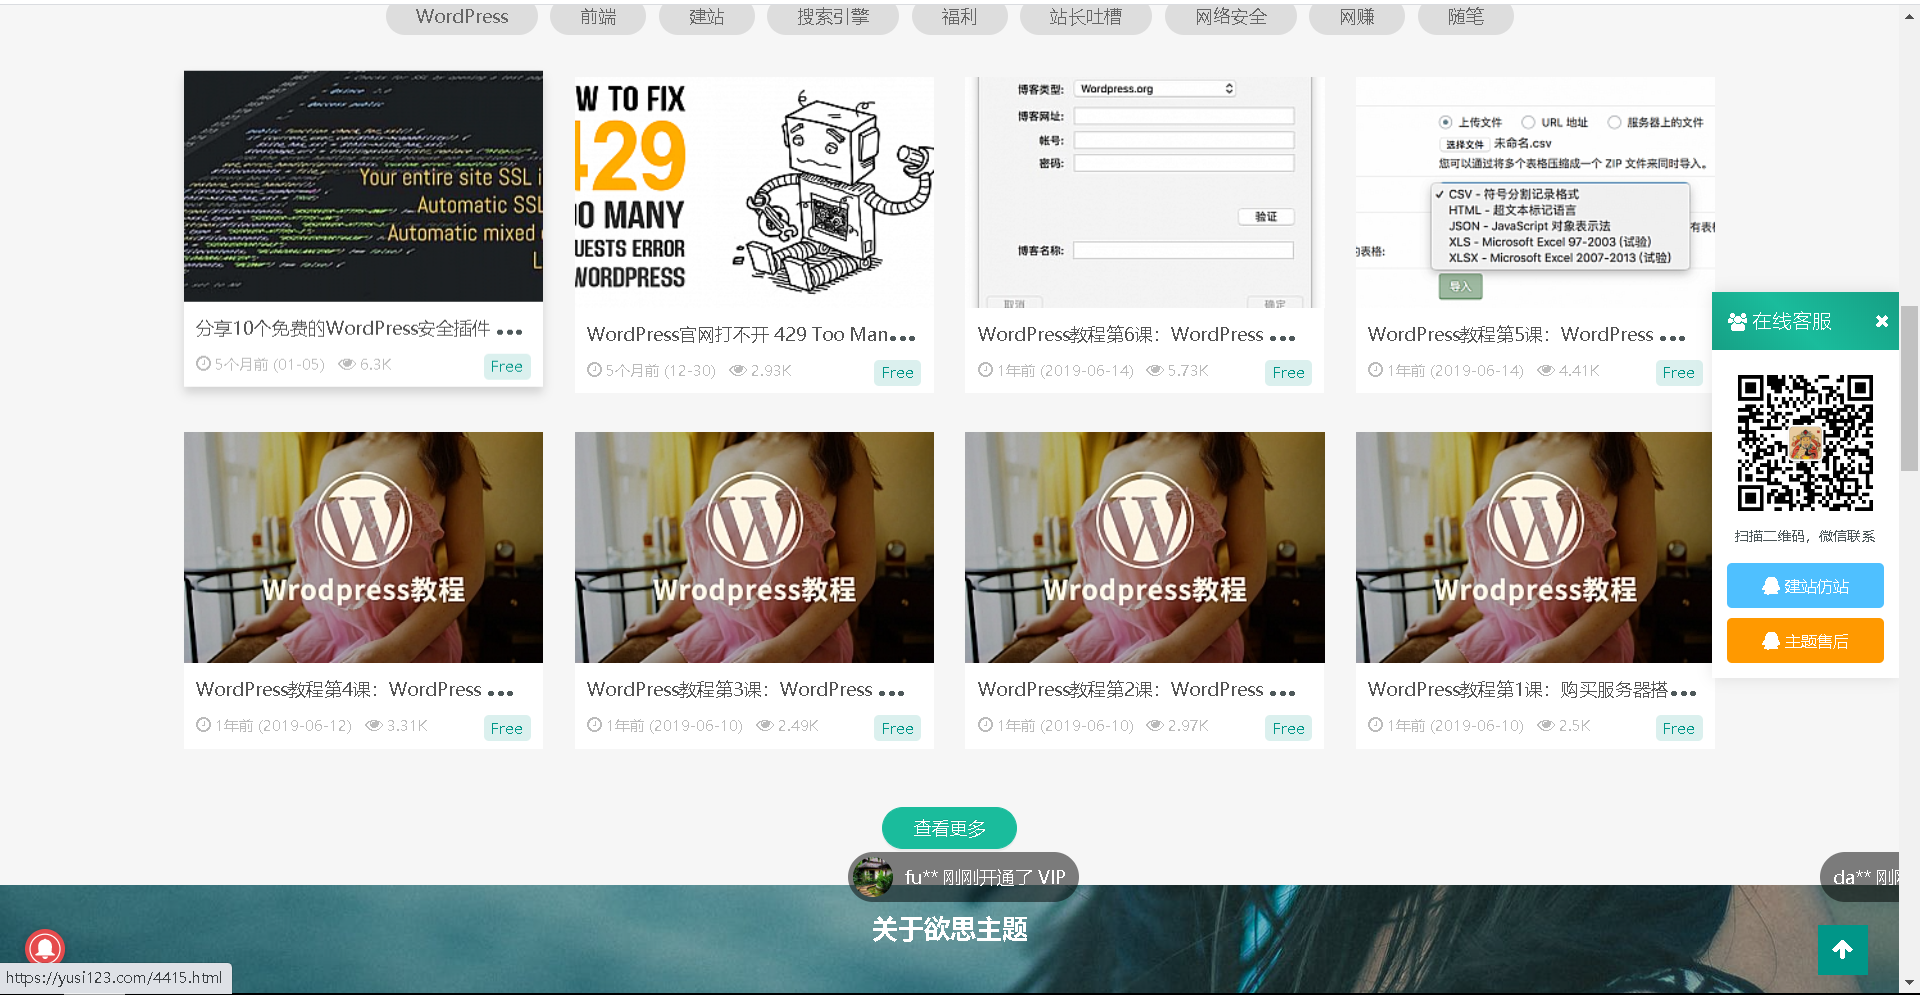 WordPress 前端 建站 搜索引擎 福利 站长吐槽 网络安全 网赚 随笔
Your entire site SSL i
Automatic SSL
Automatic mixed
分享10个免费的WordPress安全插件 •••
5个月前 (01-05) 6.3K Free
W TO FIX
429
OO MANY
UESTS ERROR
WORDPRESS
WordPress官网打不开 429 Too Man•••
5个月前 (12-30) 2.93K Free
博客类型: Wordpress.org
博客网址:
帐号:
密码:
验证
博客名称:
取消 确定
WordPress教程第6课：WordPress •••
1年前 (2019-06-14) 5.73K Free
上传文件 URL 地址 服务器上的文件
选择文件 未命名.csv
您可以通过将多个表格压缩成一个 ZIP 文件来同时导入。
✓ CSV - 符号分割记录格式
HTML - 超文本标记语言
JSON - JavaScript 对象表示法
XLS - Microsoft Excel 97-2003 (试验)
XLSX - Microsoft Excel 2007-2013 (试验)
的表格:
有表
导入
WordPress教程第5课：WordPress •••
1年前 (2019-06-14) 4.41K Free
Wrodpress教程
WordPress教程第4课：WordPress •••
1年前 (2019-06-12) 3.31K Free
Wrodpress教程
WordPress教程第3课：WordPress •••
1年前 (2019-06-10) 2.49K Free
Wrodpress教程
WordPress教程第2课：WordPress •••
1年前 (2019-06-10) 2.97K Free
Wrodpress教程
WordPress教程第1课：购买服务器搭•••
1年前 (2019-06-10) 2.5K Free
在线客服
扫描二维码，微信联系
建站仿站
主题售后
查看更多
fu** 刚刚开通了 VIP
da** 刚
关于欲思主题
https://yusi123.com/4415.html